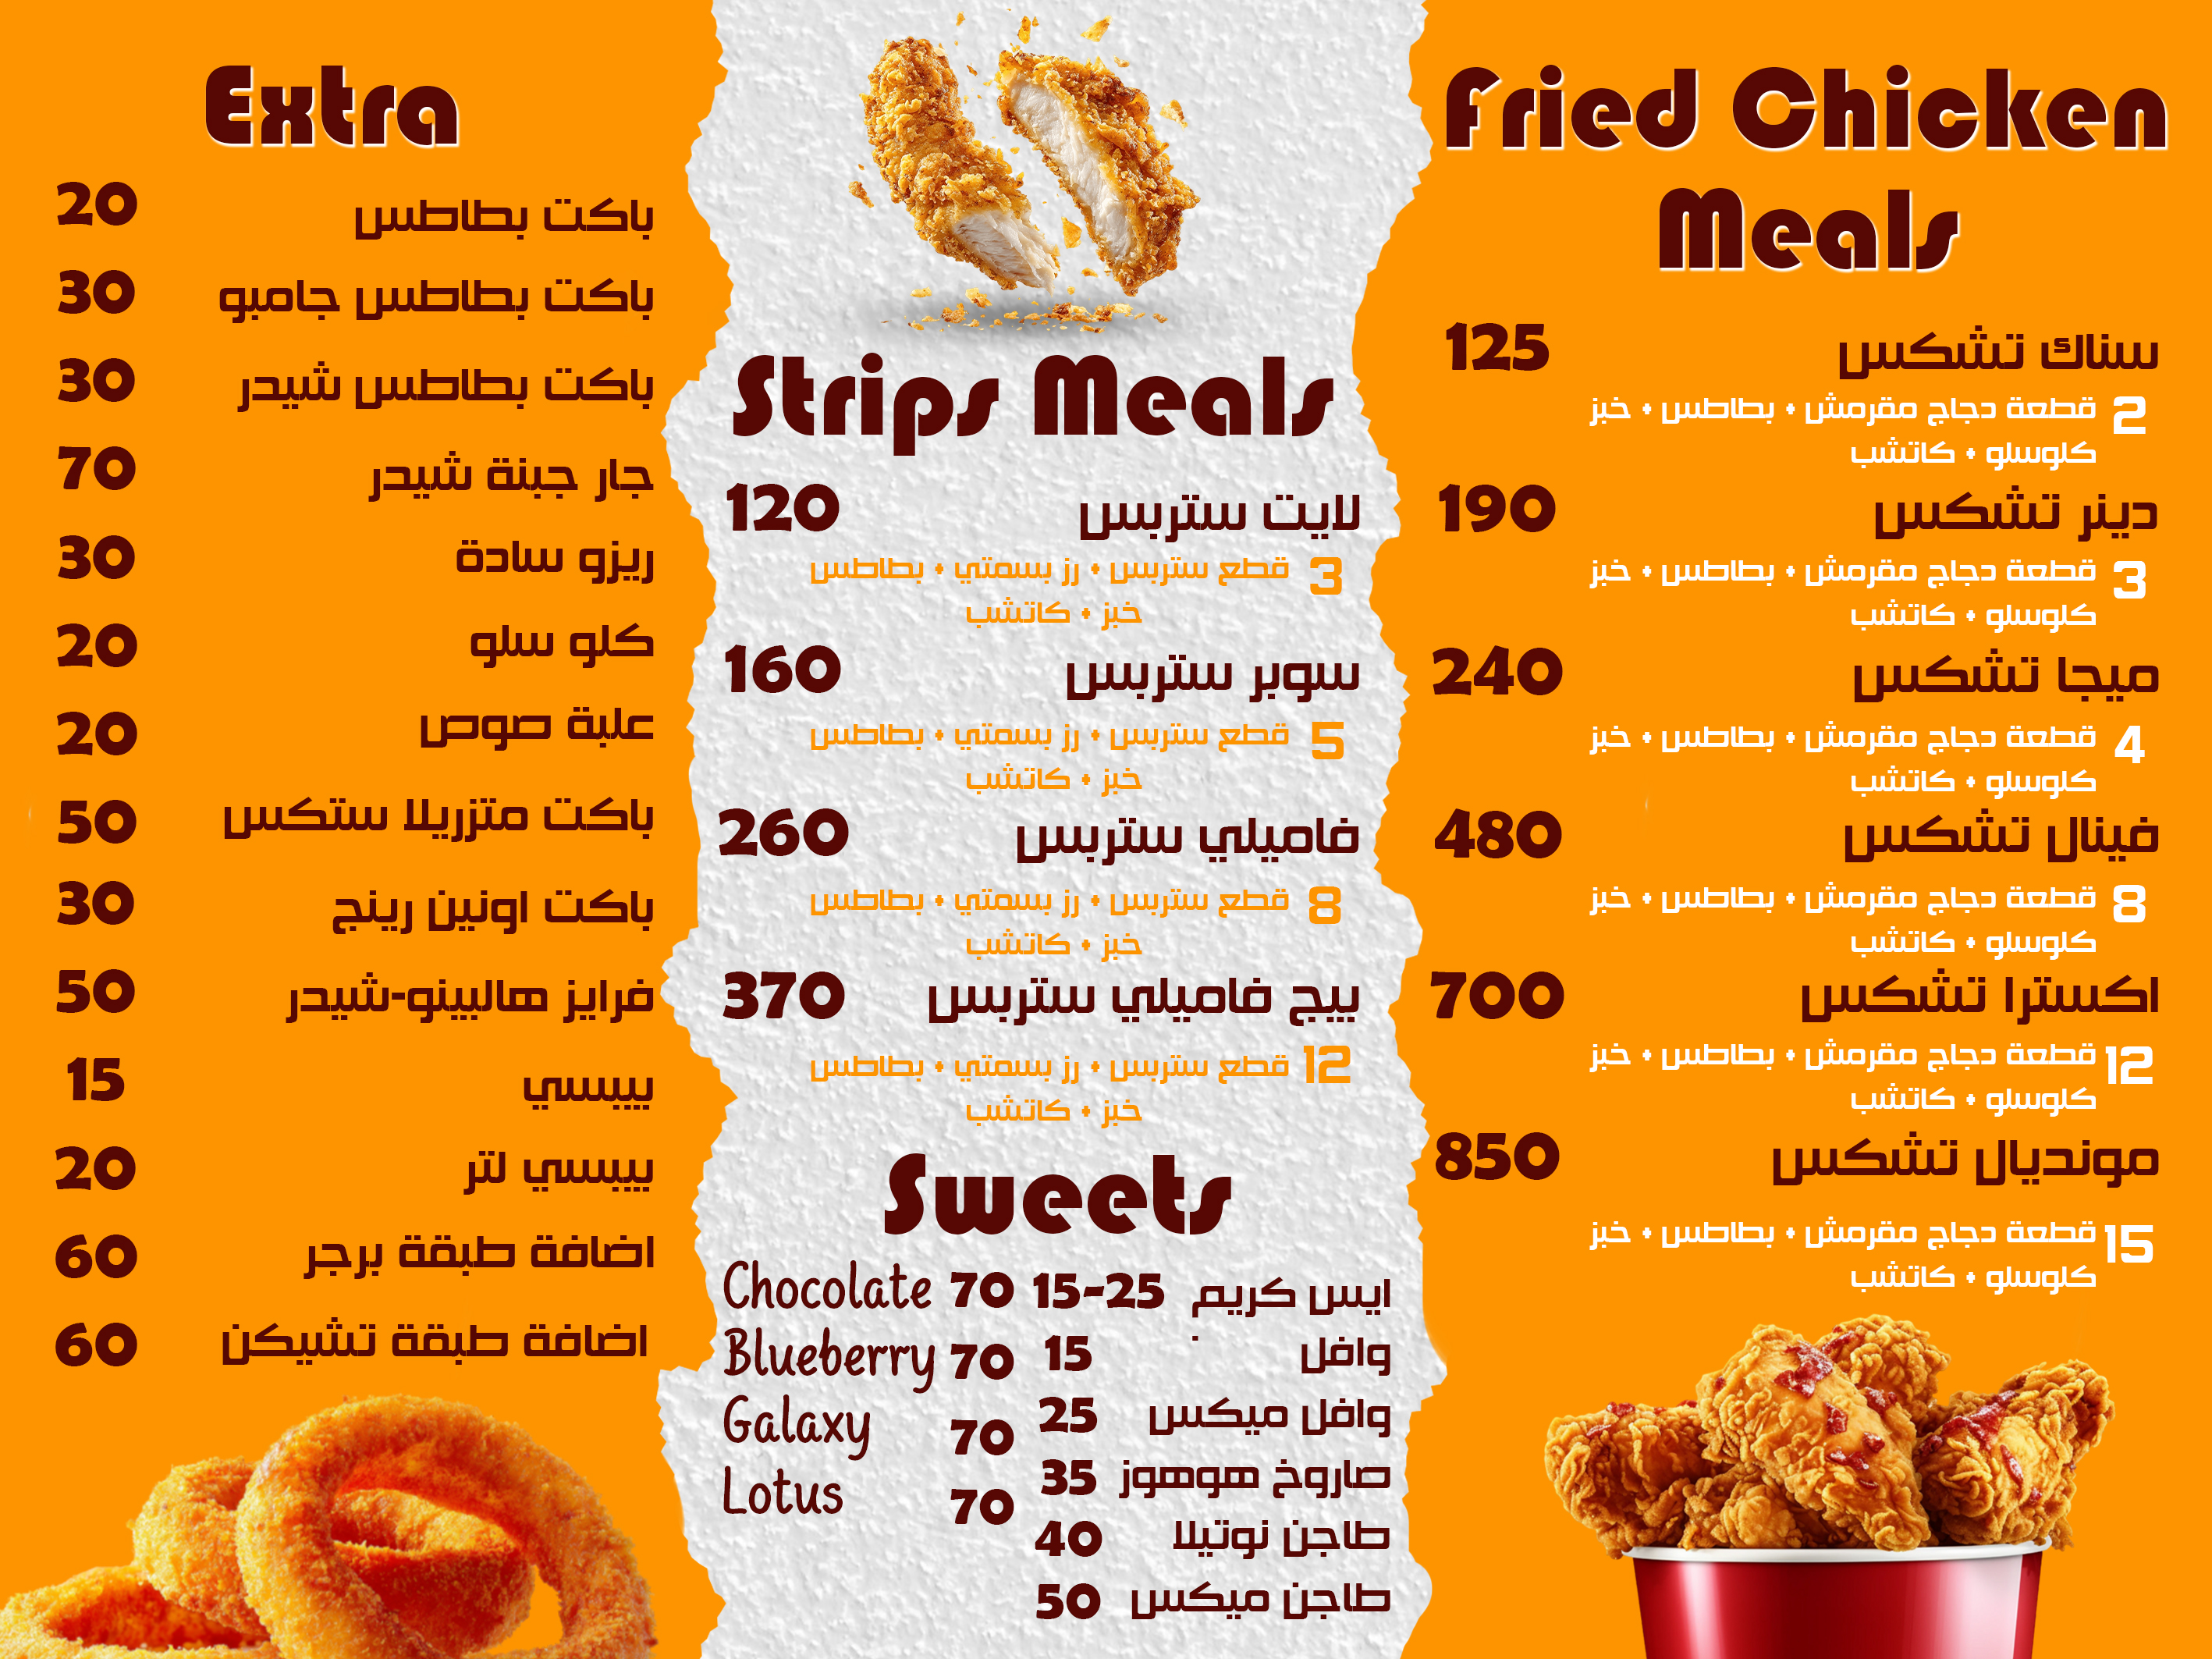 Fried Chicken
Meals
سناك تشكس 125
2 قطعة دجاج مقرمش • بطاطس • خبز
كلوسلو • كاتشب
دينر تشكس 190
3 قطعة دجاج مقرمش • بطاطس • خبز
كلوسلو • كاتشب
ميجا تشكس 240
4 قطعة دجاج مقرمش • بطاطس • خبز
كلوسلو • كاتشب
فينال تشكس 480
8 قطعة دجاج مقرمش • بطاطس • خبز
كلوسلو • كاتشب
اكسترا تشكس 700
12 قطعة دجاج مقرمش • بطاطس • خبز
كلوسلو • كاتشب
مونديال تشكس 850
15 قطعة دجاج مقرمش • بطاطس • خبز
كلوسلو • كاتشب
Strips Meals
لايت ستربس 120
3 قطع ستربس • رز بسمتي • بطاطس
خبز • كاتشب
سوبر ستربس 160
5 قطع ستربس • رز بسمتي • بطاطس
خبز • كاتشب
فاميلي ستربس 260
8 قطع ستربس • رز بسمتي • بطاطس
خبز • كاتشب
بيج فاميلي ستربس 370
12 قطع ستربس • رز بسمتي • بطاطس
خبز • كاتشب
Sweets
ايس كريم 15-25
وافل 15
وافل ميكس 25
صاروخ هوهوز 35
طاجن نوتيلا 40
طاجن ميكس 50
Chocolate 70
Blueberry 70
Galaxy 70
Lotus 70
Extra
باكت بطاطس 20
باكت بطاطس جامبو 30
باكت بطاطس شيدر 30
جار جبنة شيدر 70
ريزو سادة 30
كلو سلو 20
علبة صوص 20
باكت متزريلا ستكس 50
باكت اونين رينج 30
فرايز هالبينو-شيدر 50
بيبسي 15
بيبسي لتر 20
اضافة طبقة برجر 60
اضافة طبقة تشيكن 60